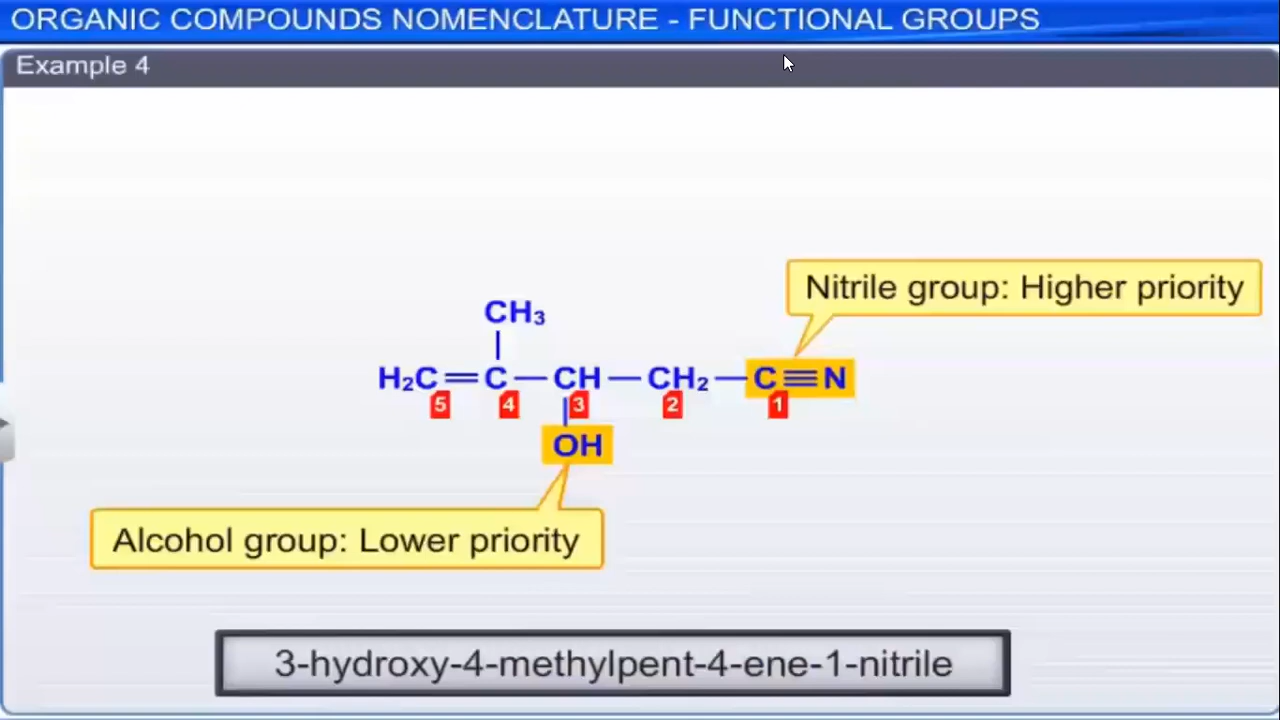 ORGANIC COMPOUNDS NOMENCLATURE - FUNCTIONAL GROUPS
Example 4
Nitrile group: Higher priority
CH₃
H₂C=C—CH—CH₂—C≡N
5 4 3 2 1
OH
Alcohol group: Lower priority
3-hydroxy-4-methylpent-4-ene-1-nitrile